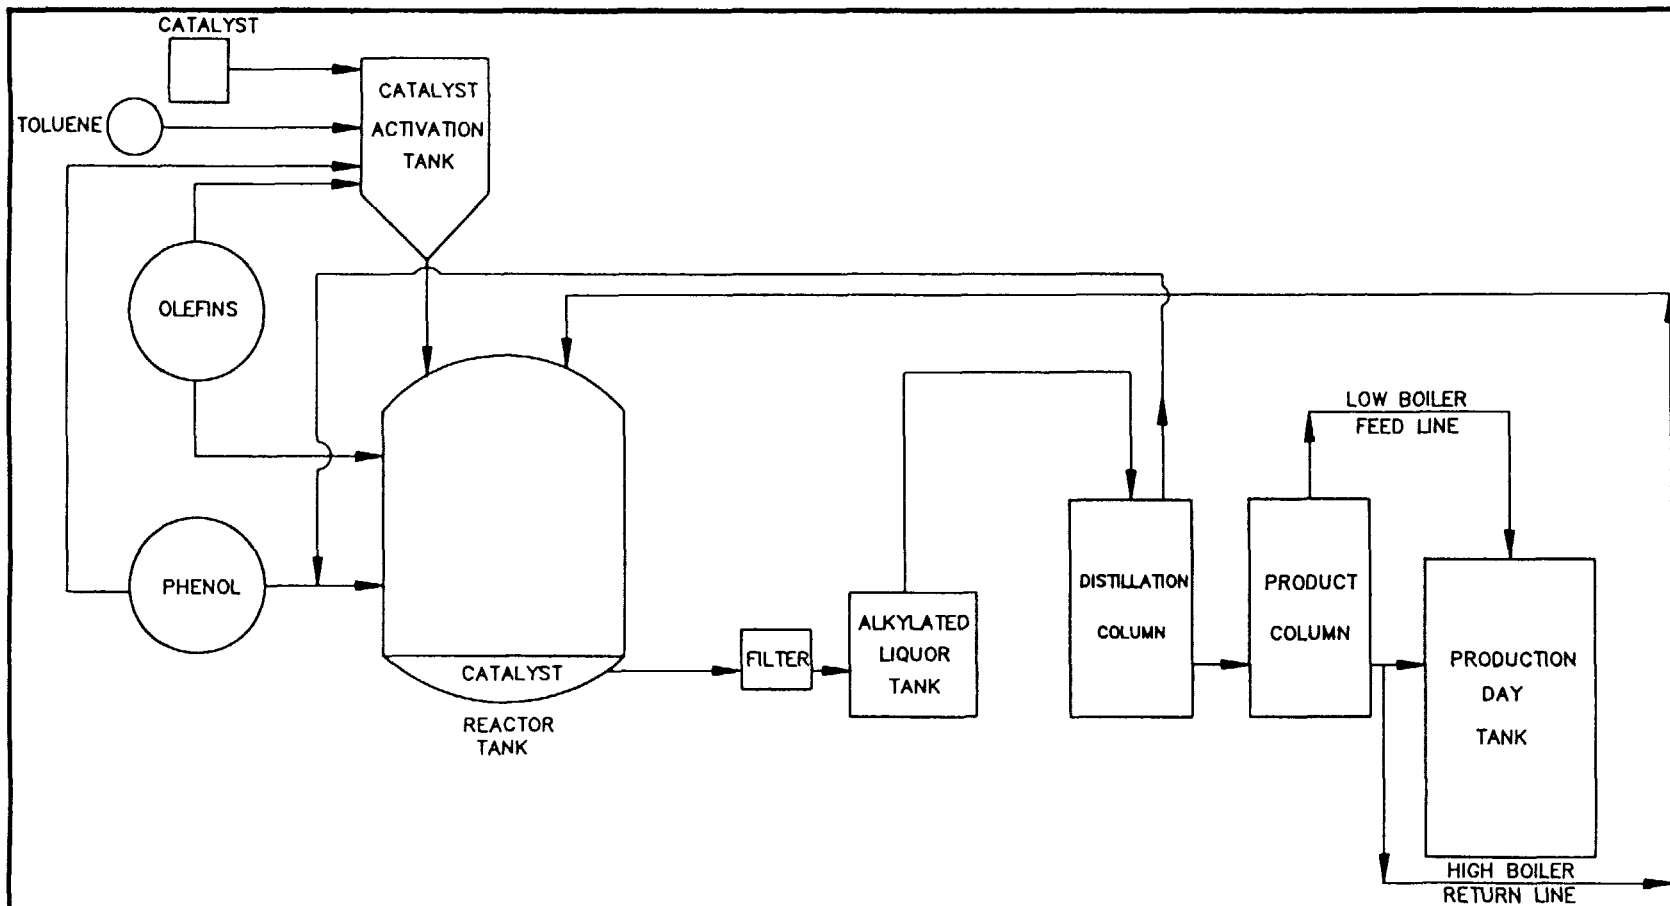 CATALYST
TOLUENE
CATALYST
ACTIVATION
TANK
OLEFINS
PHENOL
CATALYST
REACTOR
TANK
FILTER
ALKYLATED
LIQUOR
TANK
DISTILLATION
COLUMN
PRODUCT
COLUMN
LOW BOILER
FEED LINE
PRODUCTION
DAY
TANK
HIGH BOILER
RETURN LINE